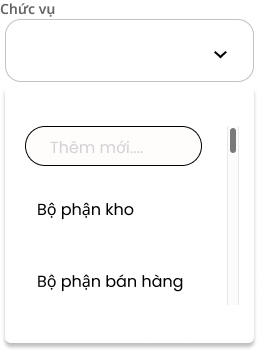 Chức vụ
Thêm mới....
Bộ phận kho
Bộ phận bán hàng